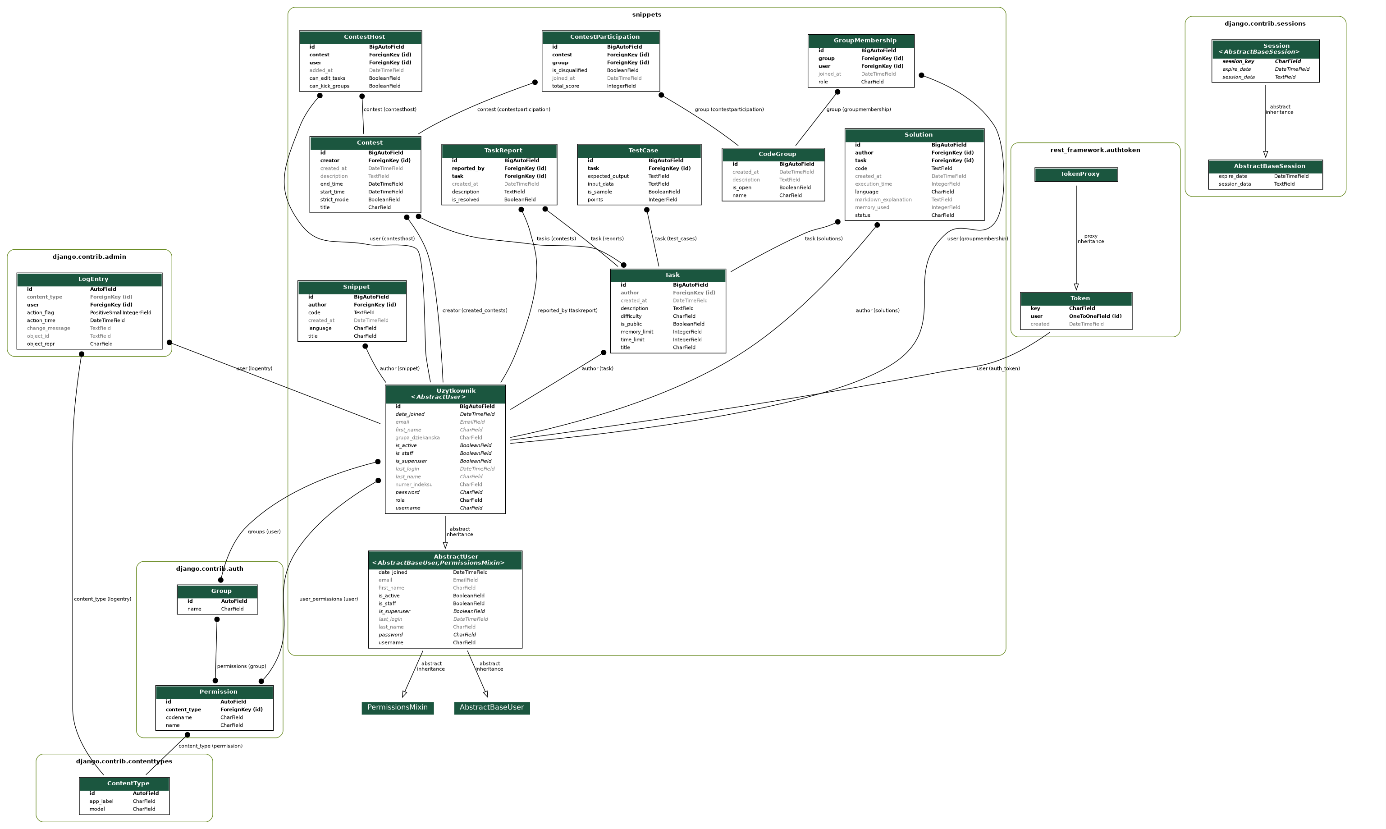 snippets
django.contrib.sessions
ContestHost
id BigAutoField
contest ForeignKey (id)
user ForeignKey (id)
added_at DateTimeField
can_edit_tasks BooleanField
can_kick_groups BooleanField
ContestParticipation
id BigAutoField
contest ForeignKey (id)
group ForeignKey (id)
is_disqualified BooleanField
joined_at DateTimeField
total_score IntegerField
GroupMembership
id BigAutoField
group ForeignKey (id)
user ForeignKey (id)
joined_at DateTimeField
role CharField
Session
<AbstractBaseSession>
session_key CharField
expire_date DateTimeField
session_data TextField
contest (contesthost)
contest (contestparticipation)
group (contestparticipation)
group (groupmembership)
abstract
inheritance
Contest
id BigAutoField
creator ForeignKey (id)
created_at DateTimeField
description TextField
end_time DateTimeField
start_time DateTimeField
strict_mode BooleanField
title CharField
TaskReport
id BigAutoField
reported_by ForeignKey (id)
task ForeignKey (id)
created_at DateTimeField
description TextField
is_resolved BooleanField
TestCase
id BigAutoField
task ForeignKey (id)
expected_output TextField
input_data TextField
is_sample BooleanField
points IntegerField
CodeGroup
id BigAutoField
created_at DateTimeField
description TextField
is_open BooleanField
name CharField
Solution
id BigAutoField
author ForeignKey (id)
task ForeignKey (id)
code TextField
created_at DateTimeField
execution_time IntegerField
language CharField
markdown_explanation TextField
memory_used IntegerField
status CharField
rest_framework.authtoken
TokenProxy
AbstractBaseSession
expire_date DateTimeField
session_data TextField
user (contesthost)
tasks (contests)
task (reports)
task (test_cases)
task (solutions)
user (groupmembership)
proxy
inheritance
django.contrib.admin
LogEntry
id AutoField
content_type ForeignKey (id)
user ForeignKey (id)
action_flag PositiveSmallIntegerField
action_time DateTimeField
change_message TextField
object_id TextField
object_repr CharField
Snippet
id BigAutoField
author ForeignKey (id)
code TextField
created_at DateTimeField
language CharField
title CharField
Task
id BigAutoField
author ForeignKey (id)
created_at DateTimeField
description TextField
difficulty CharField
is_public BooleanField
memory_limit IntegerField
time_limit IntegerField
title CharField
Token
key CharField
user OneToOneField (id)
created DateTimeField
creator (created_contests)
reported_by (taskreport)
author (solutions)
user (logentry)
author (snippet)
author (task)
user (auth_token)
Uzytkownik
<AbstractUser>
id BigAutoField
date_joined DateTimeField
email EmailField
first_name CharField
grupa_dziekanska CharField
is_active BooleanField
is_staff BooleanField
is_superuser BooleanField
last_login DateTimeField
last_name CharField
numer_indeksu CharField
password CharField
role CharField
username CharField
groups (user)
abstract
inheritance
AbstractUser
<AbstractBaseUser,PermissionsMixin>
date_joined DateTimeField
email EmailField
first_name CharField
is_active BooleanField
is_staff BooleanField
is_superuser BooleanField
last_login DateTimeField
last_name CharField
password CharField
username CharField
django.contrib.auth
Group
id AutoField
name CharField
content_type (logentry)
user_permissions (user)
permissions (group)
abstract
inheritance
abstract
inheritance
Permission
id AutoField
content_type ForeignKey (id)
codename CharField
name CharField
PermissionsMixin
AbstractBaseUser
content_type (permission)
django.contrib.contenttypes
ContentType
id AutoField
app_label CharField
model CharField